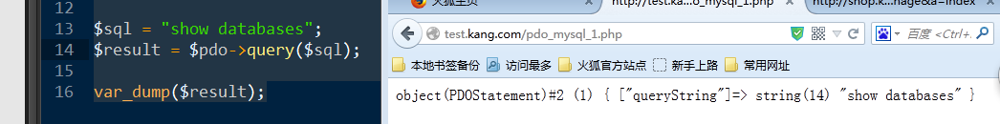 12
13 $sql = "show databases";
14 $result = $pdo->query($sql);
15
16 var_dump($result);
火狐主页
http://test.ka...o_mysql_1.php
http://shop.k...nage&a=index
test.kang.com/pdo_mysql_1.php
百度 <Ctrl+.
本地书签备份 访问最多 火狐官方站点 新手上路 常用网址
object(PDOStatement)#2 (1) { ["queryString"]=> string(14) "show databases" }